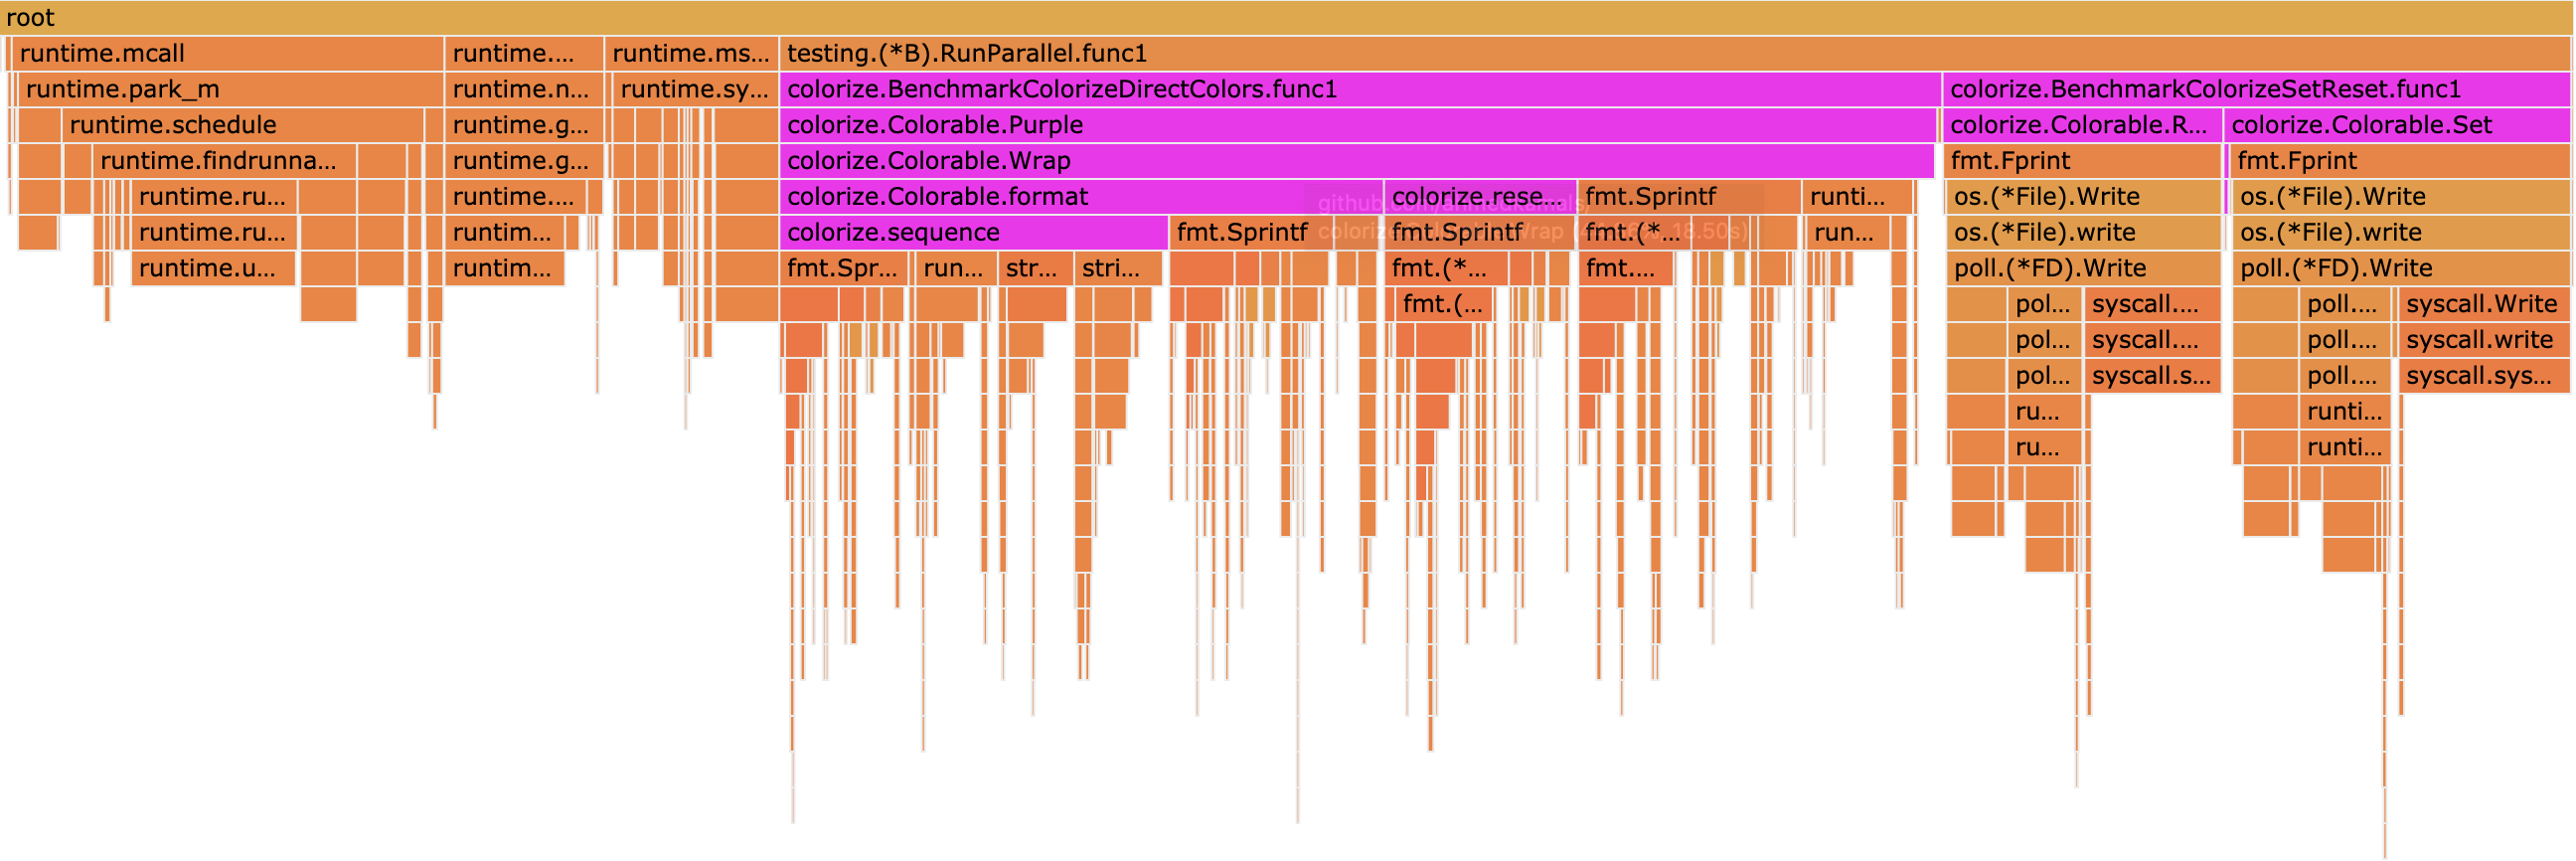 root
runtime.mcall runtime.... runtime.ms... testing.(*B).RunParallel.func1
runtime.park_m runtime.n... runtime.sy... colorize.BenchmarkColorizeDirectColors.func1 colorize.BenchmarkColorizeSetReset.func1
runtime.schedule runtime.g... colorize.Colorable.Purple colorize.Colorable.R... colorize.Colorable.Set
runtime.findrunna... runtime.g... colorize.Colorable.Wrap fmt.Fprint fmt.Fprint
runtime.ru... runtime.... colorize.Colorable.format colorize.rese... fmt.Sprintf runti... os.(*File).Write os.(*File).Write
runtime.ru... runtim... colorize.sequence fmt.Sprintf fmt.Sprintf fmt.(*... run... os.(*File).write os.(*File).write
runtime.u... runtim... fmt.Spr... run... str... stri... fmt.(*... fmt.... poll.(*FD).Write poll.(*FD).Write
fmt.(... pol... syscall.... poll.... syscall.Write
pol... syscall.... poll.... syscall.write
pol... syscall.s... poll.... syscall.sys...
ru... runti...
ru... runti...